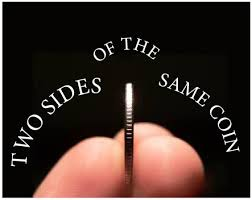 TWO SIDES OF THE SAME COIN